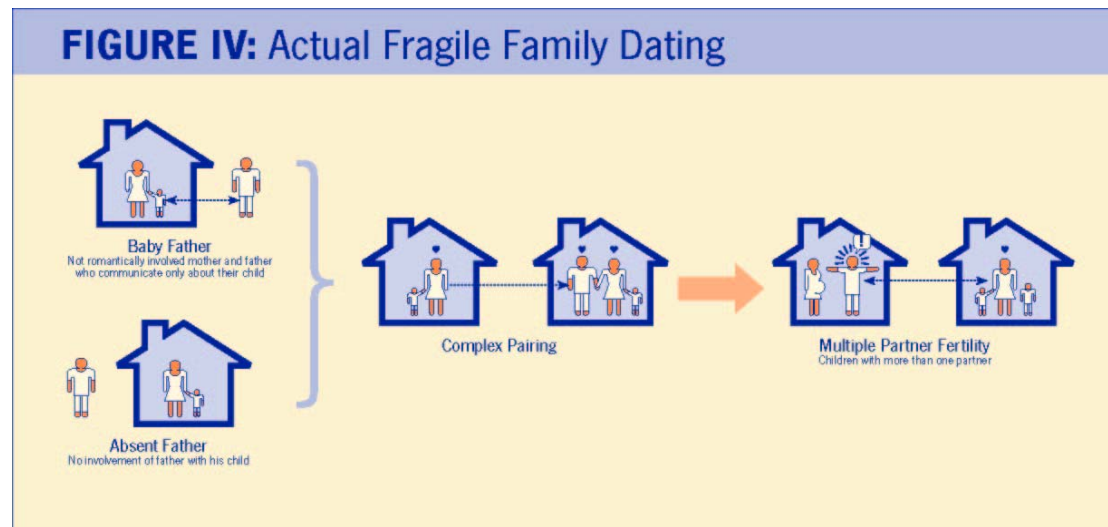 FIGURE IV: Actual Fragile Family Dating
Baby Father
Not romantically involved mother and father
who communicate only about their child
Absent Father
No involvement of father with his child
Complex Pairing
!
Multiple Partner Fertility
Children with more than one partner